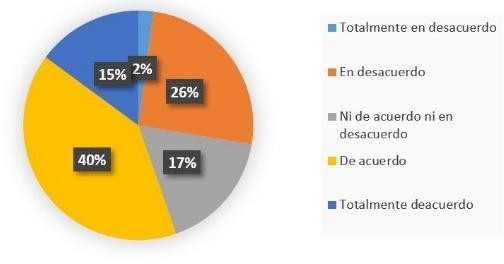 15%
2%
26%
17%
40%
Totalmente en desacuerdo
En desacuerdo
Ni de acuerdo ni en
desacuerdo
De acuerdo
Totalmente deacuerdo